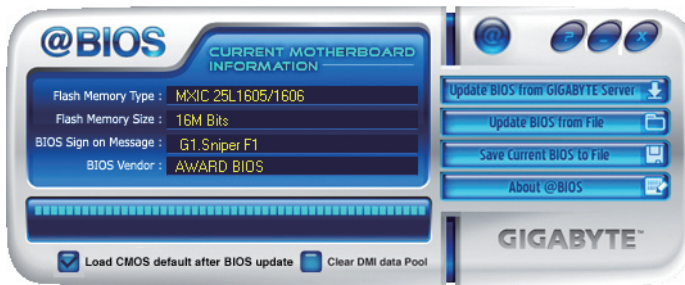 @BIOS
CURRENT MOTHERBOARD
INFORMATION
Flash Memory Type : MXIC 25L1605/1606
Flash Memory Size : 16M Bits
BIOS Sign on Message : G1.Sniper F1
BIOS Vendor : AWARD BIOS
Load CMOS default after BIOS update Clear DMI data Pool
@ ? - X
Update BIOS from GIGABYTE Server
Update BIOS from File
Save Current BIOS to File
About @BIOS
GIGABYTE™